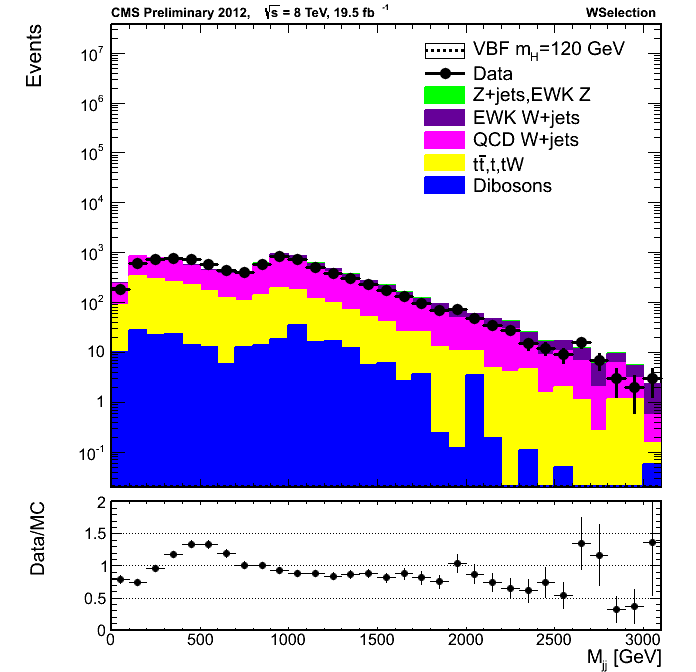 CMS Preliminary 2012, √s = 8 TeV, 19.5 fb⁻¹ WSelection
Events
10⁷
10⁶
10⁵
10⁴
10³
10²
10
1
10⁻¹
VBF m_H=120 GeV
Data
Z+jets,EWK Z
EWK W+jets
QCD W+jets
tt̄,t,tW
Dibosons
Data/MC
2
1.5
1
0.5
0
0 500 1000 1500 2000 2500 3000
M_jj [GeV]